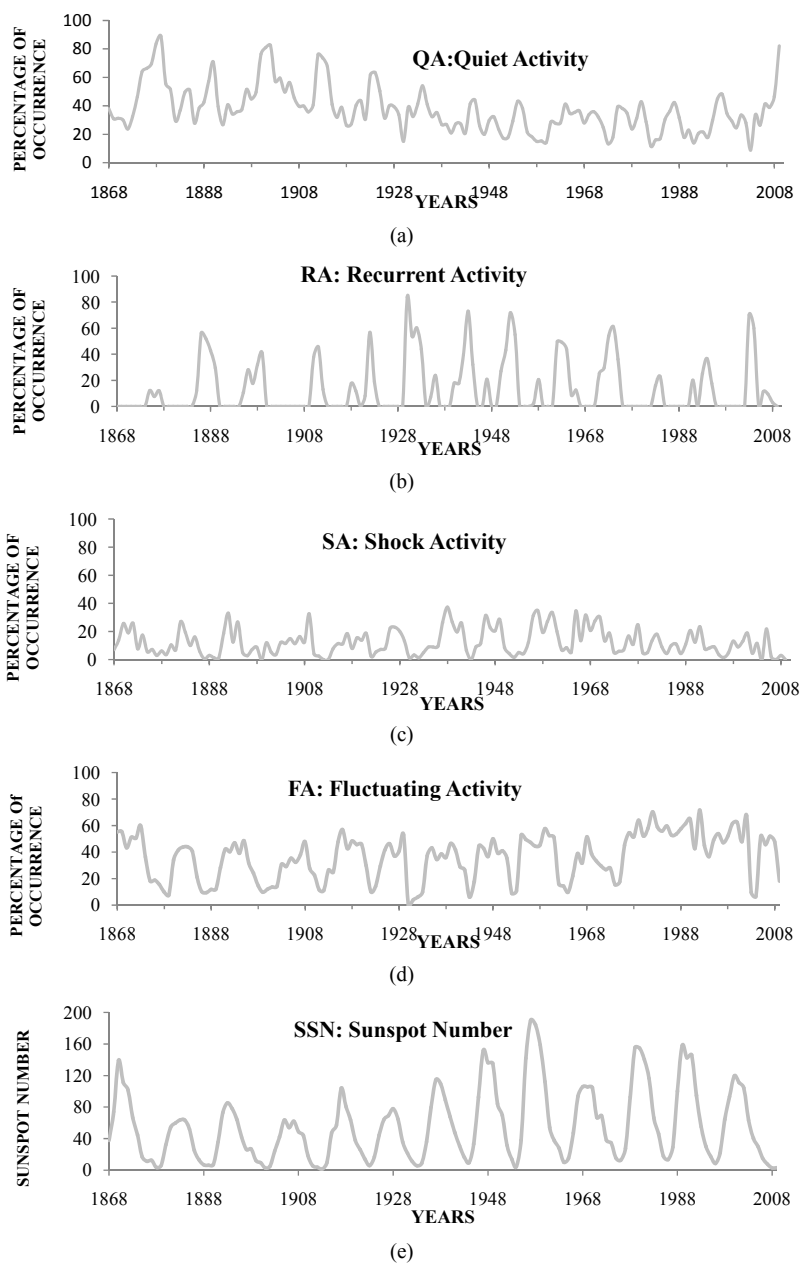 PERCENTAGE OF
OCCURRENCE
QA:Quiet Activity
100
80
60
40
20
0
1868 1888 1908 1928 1948 1968 1988 2008
YEARS
(a)
PERCENTAGE OF
OCCURRENCE
RA: Recurrent Activity
100
80
60
40
20
0
1868 1888 1908 1928 1948 1968 1988 2008
YEARS
(b)
PERCENTAGE OF
OCCURRENCE
SA: Shock Activity
100
80
60
40
20
0
1868 1888 1908 1928 1948 1968 1988 2008
YEARS
(c)
PERCENTAGE Of
OCCURRENCE
FA: Fluctuating Activity
100
80
60
40
20
0
1868 1888 1908 1928 1948 1968 1988 2008
YEARS
(d)
SUNSPOT NUMBER
SSN: Sunspot Number
200
160
120
80
40
0
1868 1888 1908 1928 1948 1968 1988 2008
YEARS
(e)